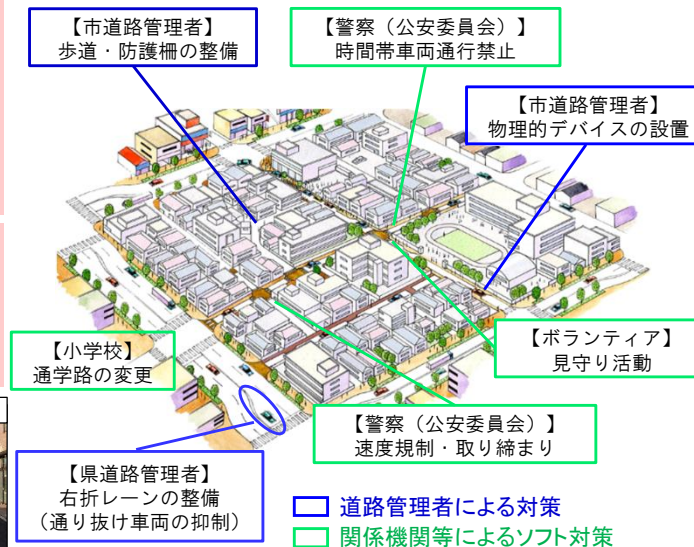 【市道路管理者】
歩道・防護柵の整備
【警察（公安委員会）】
時間帯車両通行禁止
【市道路管理者】
物理的デバイスの設置
【小学校】
通学路の変更
【ボランティア】
見守り活動
【警察（公安委員会）】
速度規制・取り締まり
【県道路管理者】
右折レーンの整備
（通り抜け車両の抑制）
道路管理者による対策
関係機関等によるソフト対策